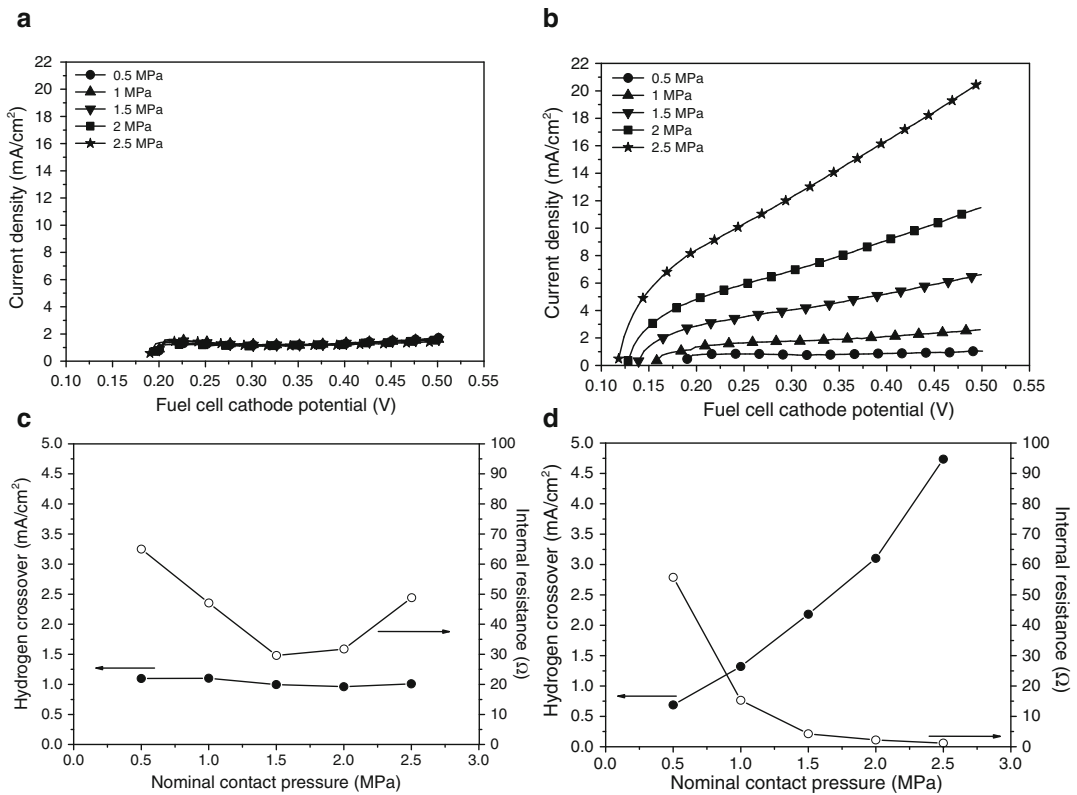 a
22
20
18
16
14
12
10
8
6
4
2
0
Current density (mA/cm²)
0.5 MPa
1 MPa
1.5 MPa
2 MPa
2.5 MPa
0.10 0.15 0.20 0.25 0.30 0.35 0.40 0.45 0.50 0.55
Fuel cell cathode potential (V)
b
22
20
18
16
14
12
10
8
6
4
2
0
Current density (mA/cm²)
0.5 MPa
1 MPa
1.5 MPa
2 MPa
2.5 MPa
0.10 0.15 0.20 0.25 0.30 0.35 0.40 0.45 0.50 0.55
Fuel cell cathode potential (V)
c
5.0
4.5
4.0
3.5
3.0
2.5
2.0
1.5
1.0
0.5
0.0
Hydrogen crossover (mA/cm²)
100
90
80
70
60
50
40
30
20
10
0
Internal resistance (Ω)
0.0 0.5 1.0 1.5 2.0 2.5 3.0
Nominal contact pressure (MPa)
d
5.0
4.5
4.0
3.5
3.0
2.5
2.0
1.5
1.0
0.5
0.0
Hydrogen crossover (mA/cm²)
100
90
80
70
60
50
40
30
20
10
0
Internal resistance (Ω)
0.0 0.5 1.0 1.5 2.0 2.5 3.0
Nominal contact pressure (MPa)